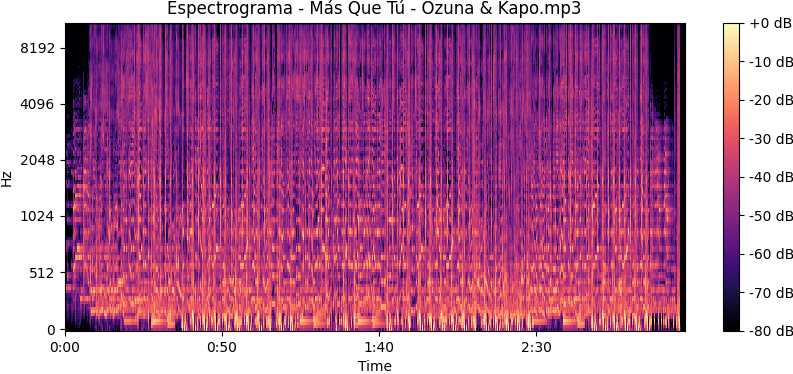 Espectrograma - Más Que Tú - Ozuna & Kapo.mp3
Hz
8192
4096
2048
1024
512
0
0:00
0:50
1:40
2:30
Time
+0 dB
-10 dB
-20 dB
-30 dB
-40 dB
-50 dB
-60 dB
-70 dB
-80 dB